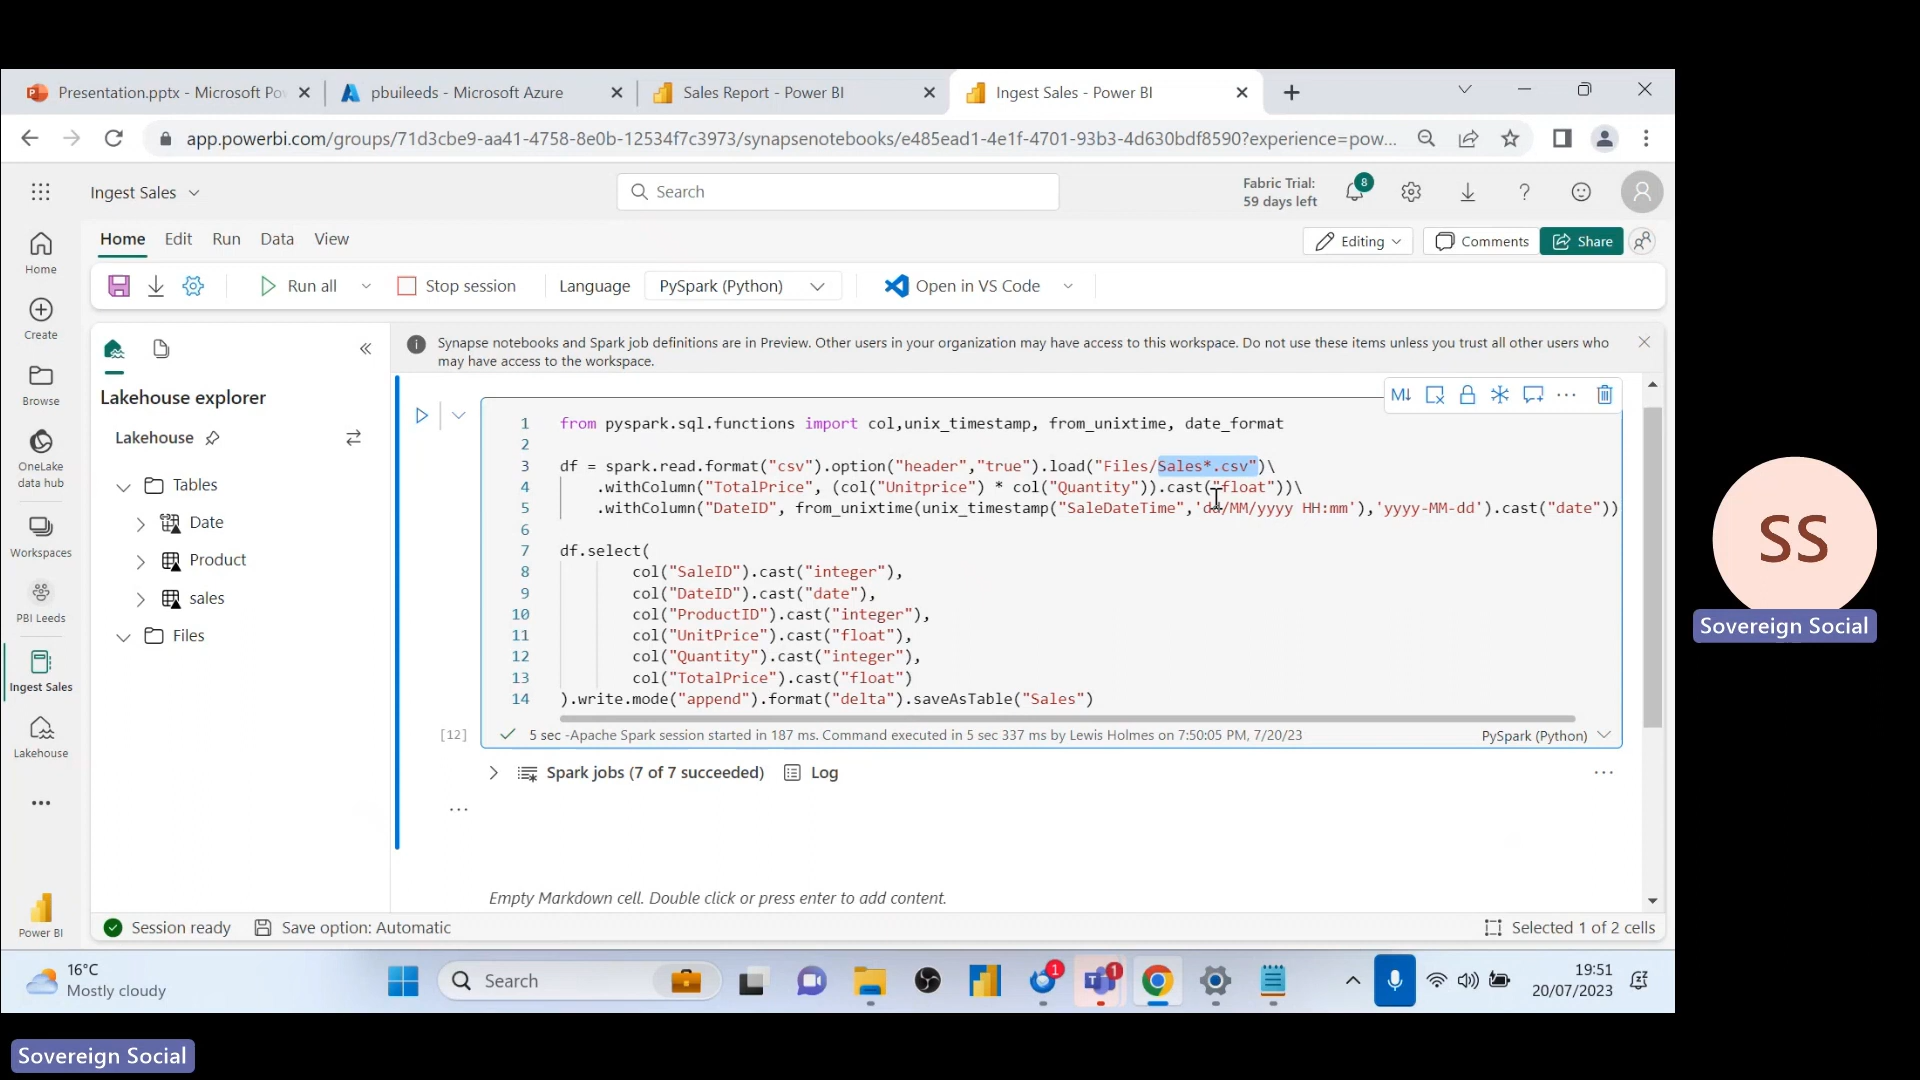 Presentation.pptx - Microsoft Po
pbuileeds - Microsoft Azure
Sales Report - Power BI
Ingest Sales - Power BI
app.powerbi.com/groups/71d3cbe9-aa41-4758-8e0b-12534f7c3973/synapsenotebooks/e485ead1-4e1f-4701-93b3-4d630bdf8590?experience=pow...
Ingest Sales
Search
Fabric Trial:
59 days left
8
Home Edit Run Data View
Editing
Comments
Share
Run all
Stop session
Language
PySpark (Python)
Open in VS Code
Home
Create
Browse
OneLake
data hub
Workspaces
PBI Leeds
Ingest Sales
Lakehouse
Power BI
Lakehouse explorer
Lakehouse
Tables
Date
Product
sales
Files
Synapse notebooks and Spark job definitions are in Preview. Other users in your organization may have access to this workspace. Do not use these items unless you trust all other users who
may have access to the workspace.
M↓
1 from pyspark.sql.functions import col,unix_timestamp, from_unixtime, date_format
2
3 df = spark.read.format("csv").option("header","true").load("Files/Sales*.csv")\
4 .withColumn("TotalPrice", (col("Unitprice") * col("Quantity")).cast("float"))\
5 .withColumn("DateID", from_unixtime(unix_timestamp("SaleDateTime",'dd/MM/yyyy HH:mm'),'yyyy-MM-dd').cast("date"))
6
7 df.select(
8 col("SaleID").cast("integer"),
9 col("DateID").cast("date"),
10 col("ProductID").cast("integer"),
11 col("UnitPrice").cast("float"),
12 col("Quantity").cast("integer"),
13 col("TotalPrice").cast("float")
14 ).write.mode("append").format("delta").saveAsTable("Sales")
[12]
5 sec -Apache Spark session started in 187 ms. Command executed in 5 sec 337 ms by Lewis Holmes on 7:50:05 PM, 7/20/23
PySpark (Python)
Spark jobs (7 of 7 succeeded)
Log
Empty Markdown cell. Double click or press enter to add content.
Session ready
Save option: Automatic
Selected 1 of 2 cells
16°C
Mostly cloudy
Search
1
1
19:51
20/07/2023
SS
Sovereign Social
Sovereign Social